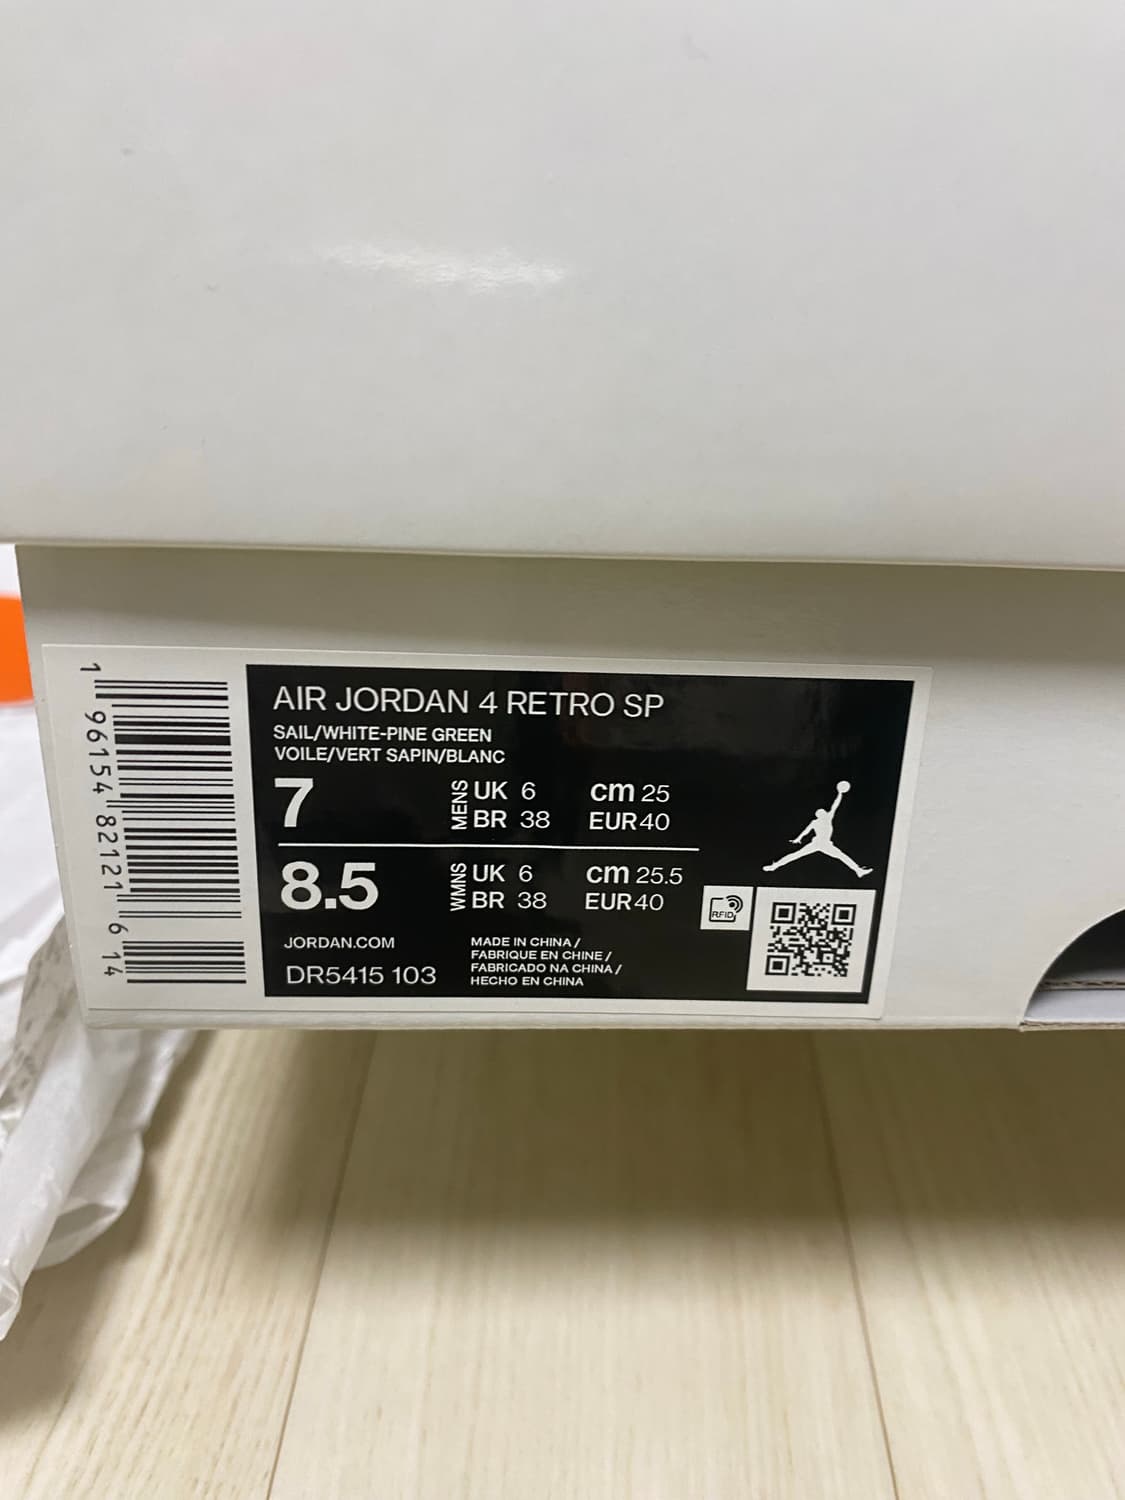 AIR JORDAN 4 RETRO SP
SAIL/WHITE-PINE GREEN
VOILE/VERT SAPIN/BLANC
7 MENS UK 6 cm 25
BR 38 EUR 40
8.5 WMNS UK 6 cm 25.5
BR 38 EUR 40
RFID
JORDAN.COM
DR5415 103
MADE IN CHINA /
FABRIQUE EN CHINE /
FABRICADO NA CHINA /
HECHO EN CHINA
1 96154 82121 6 14